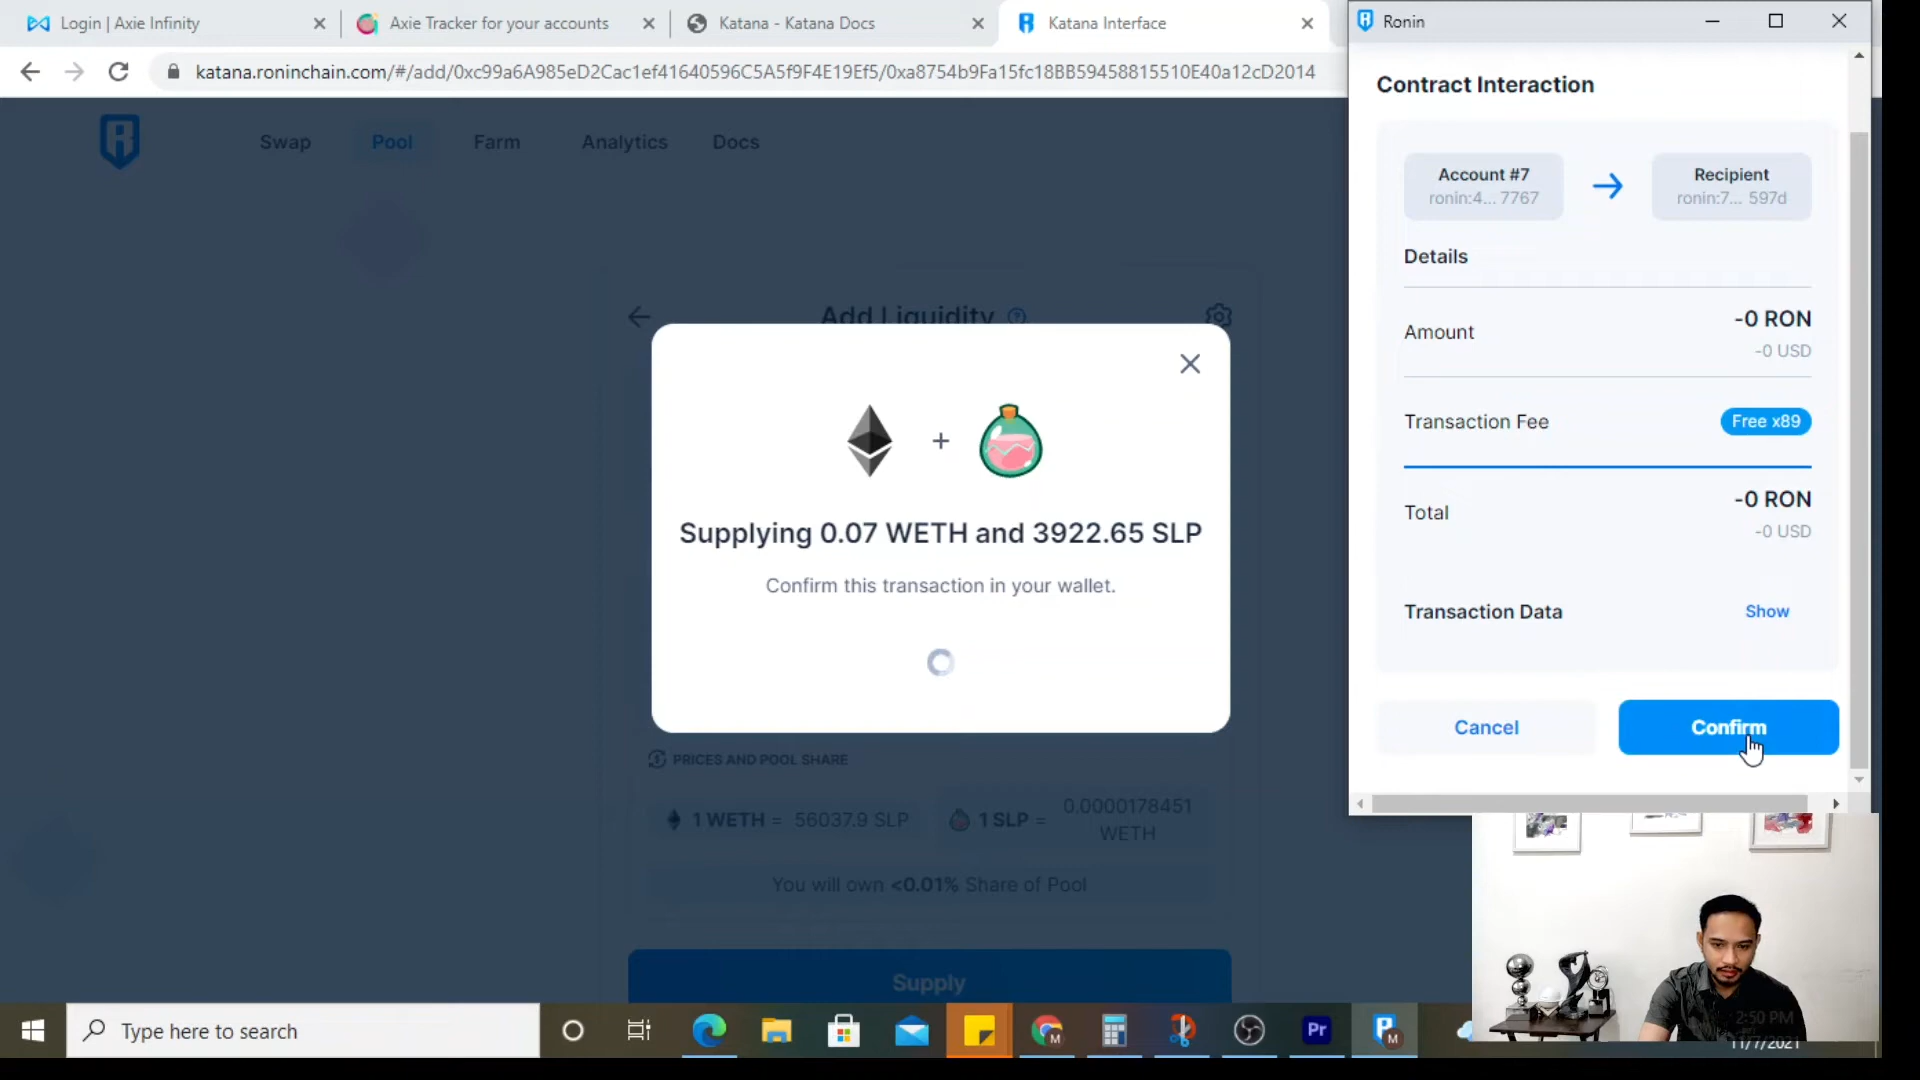 Login | Axie Infinity
Axie Tracker for your accounts
Katana - Katana Docs
Katana Interface
katana.roninchain.com/#/add/0xc99a6A985eD2Cac1ef41640596C5A5f9F4E19Ef5/0xa8754b9Fa15fc18BB59458815510E40a12cD2014
Swap
Pool
Farm
Analytics
Docs
Add Liquidity
Supplying 0.07 WETH and 3922.65 SLP
Confirm this transaction in your wallet.
PRICES AND POOL SHARE
1 WETH = 56037.9 SLP
1 SLP = 0.0000178451
WETH
You will own <0.01% Share of Pool
Supply
Ronin
Contract Interaction
Account #7
ronin:4... 7767
Recipient
ronin:7... 597d
Details
Amount
-0 RON
-0 USD
Transaction Fee
Free x89
Total
-0 RON
-0 USD
Transaction Data
Show
Cancel
Confirm
Type here to search
M
Pr
M
2:50 PM
11/7/2021